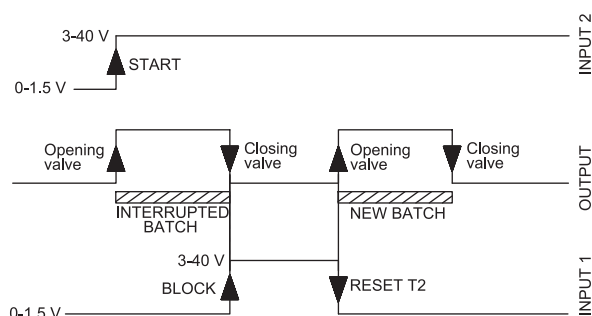 3-40 V
START
0-1.5 V
INPUT 2
Opening
valve
Closing
valve
Opening
valve
Closing
valve
OUTPUT
INTERRUPTED
BATCH
NEW BATCH
3-40 V
BLOCK
RESET T2
0-1.5 V
INPUT 1